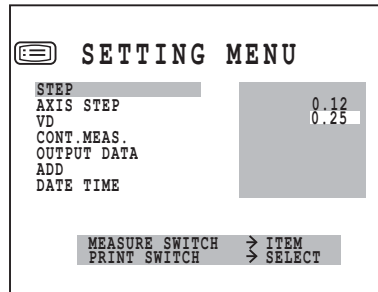 SETTING MENU
STEP
AXIS STEP 0.12
VD 0.25
CONT.MEAS.
OUTPUT DATA
ADD
DATE TIME
MEASURE SWITCH → ITEM
PRINT SWITCH → SELECT